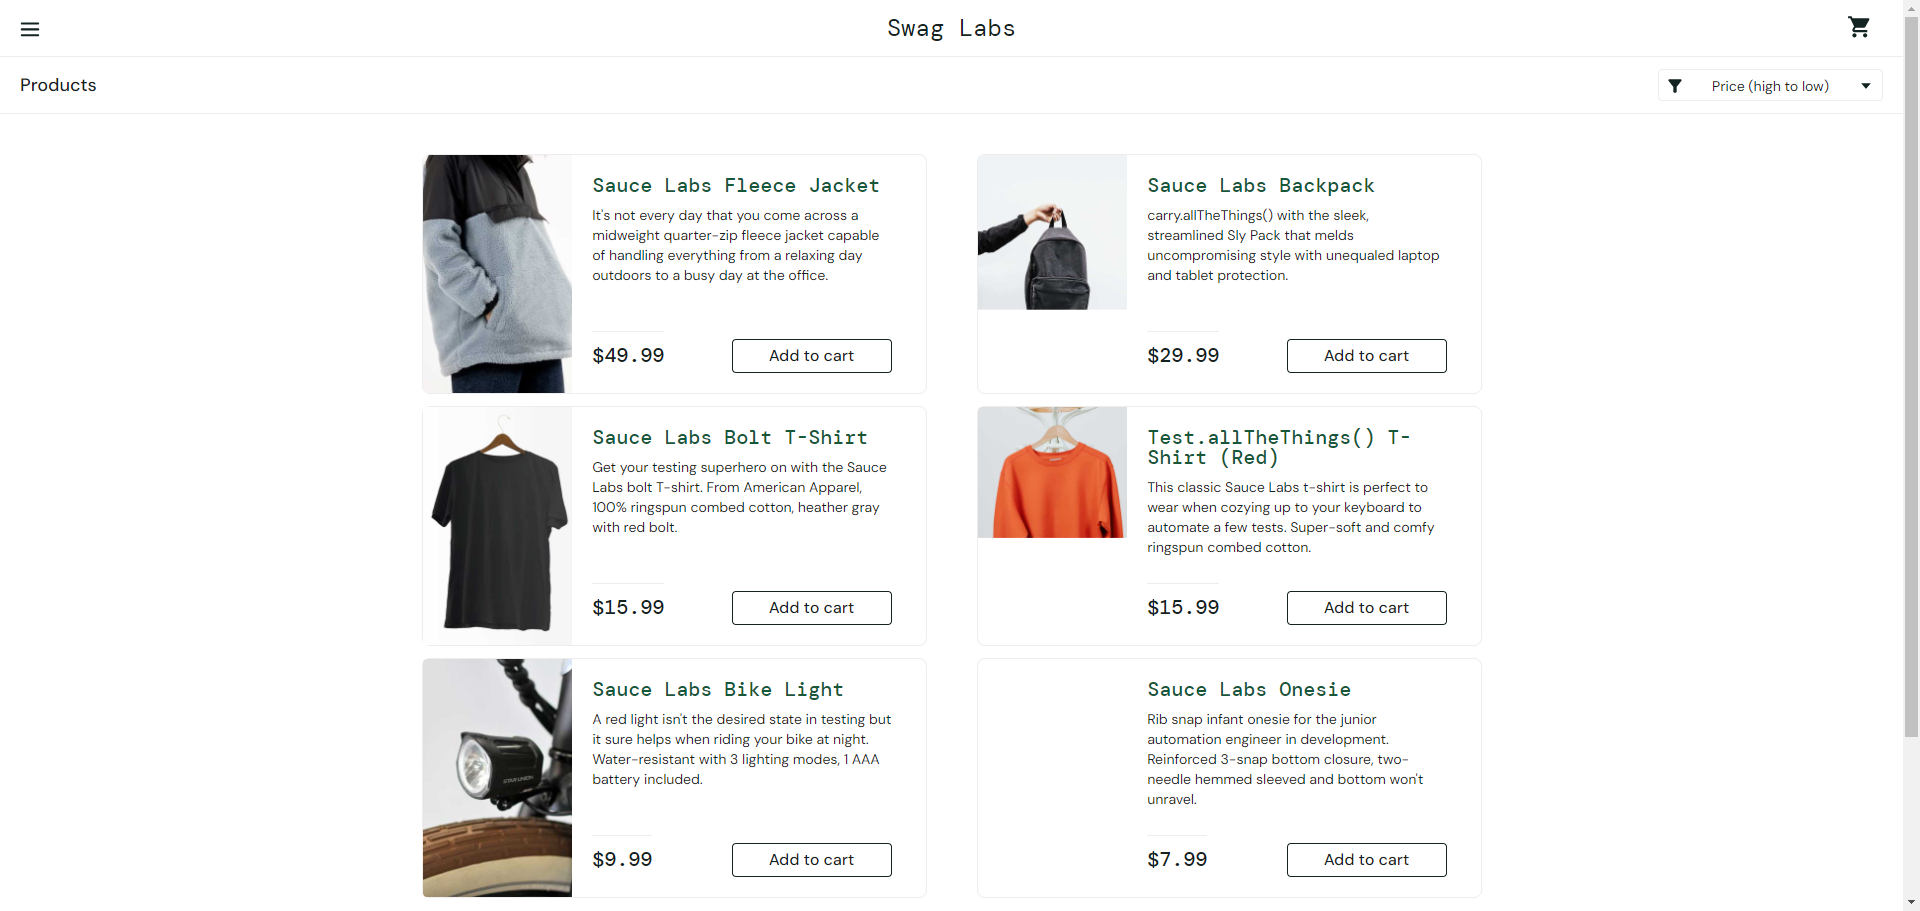 Swag Labs
Products
Price (high to low)
Sauce Labs Fleece Jacket
It's not every day that you come across a
midweight quarter-zip fleece jacket capable
of handling everything from a relaxing day
outdoors to a busy day at the office.
$49.99
Add to cart
Sauce Labs Backpack
carry.allTheThings() with the sleek,
streamlined Sly Pack that melds
uncompromising style with unequaled laptop
and tablet protection.
$29.99
Add to cart
Sauce Labs Bolt T-Shirt
Get your testing superhero on with the Sauce
Labs bolt T-shirt. From American Apparel,
100% ringspun combed cotton, heather gray
with red bolt.
$15.99
Add to cart
Test.allTheThings() T-
Shirt (Red)
This classic Sauce Labs t-shirt is perfect to
wear when cozying up to your keyboard to
automate a few tests. Super-soft and comfy
ringspun combed cotton.
$15.99
Add to cart
Sauce Labs Bike Light
A red light isn't the desired state in testing but
it sure helps when riding your bike at night.
Water-resistant with 3 lighting modes, 1 AAA
battery included.
$9.99
Add to cart
Sauce Labs Onesie
Rib snap infant onesie for the junior
automation engineer in development.
Reinforced 3-snap bottom closure, two-
needle hemmed sleeved and bottom won't
unravel.
$7.99
Add to cart